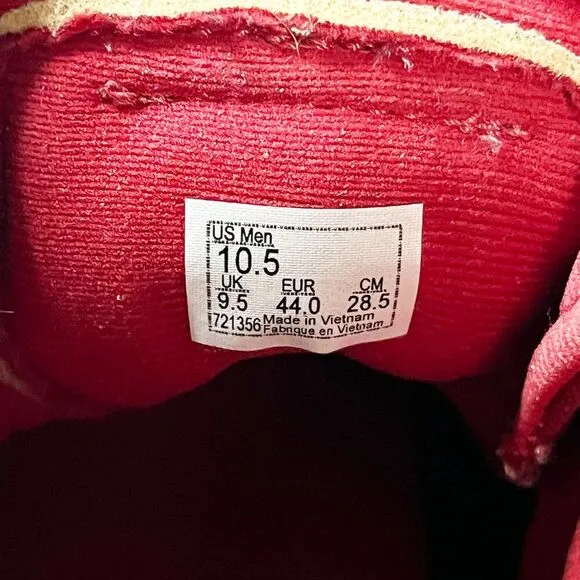 US Men
10.5
UK EUR CM.
9.5 44.0 28.5
721356 Made in Vietnam
Fabrique en Vietnam